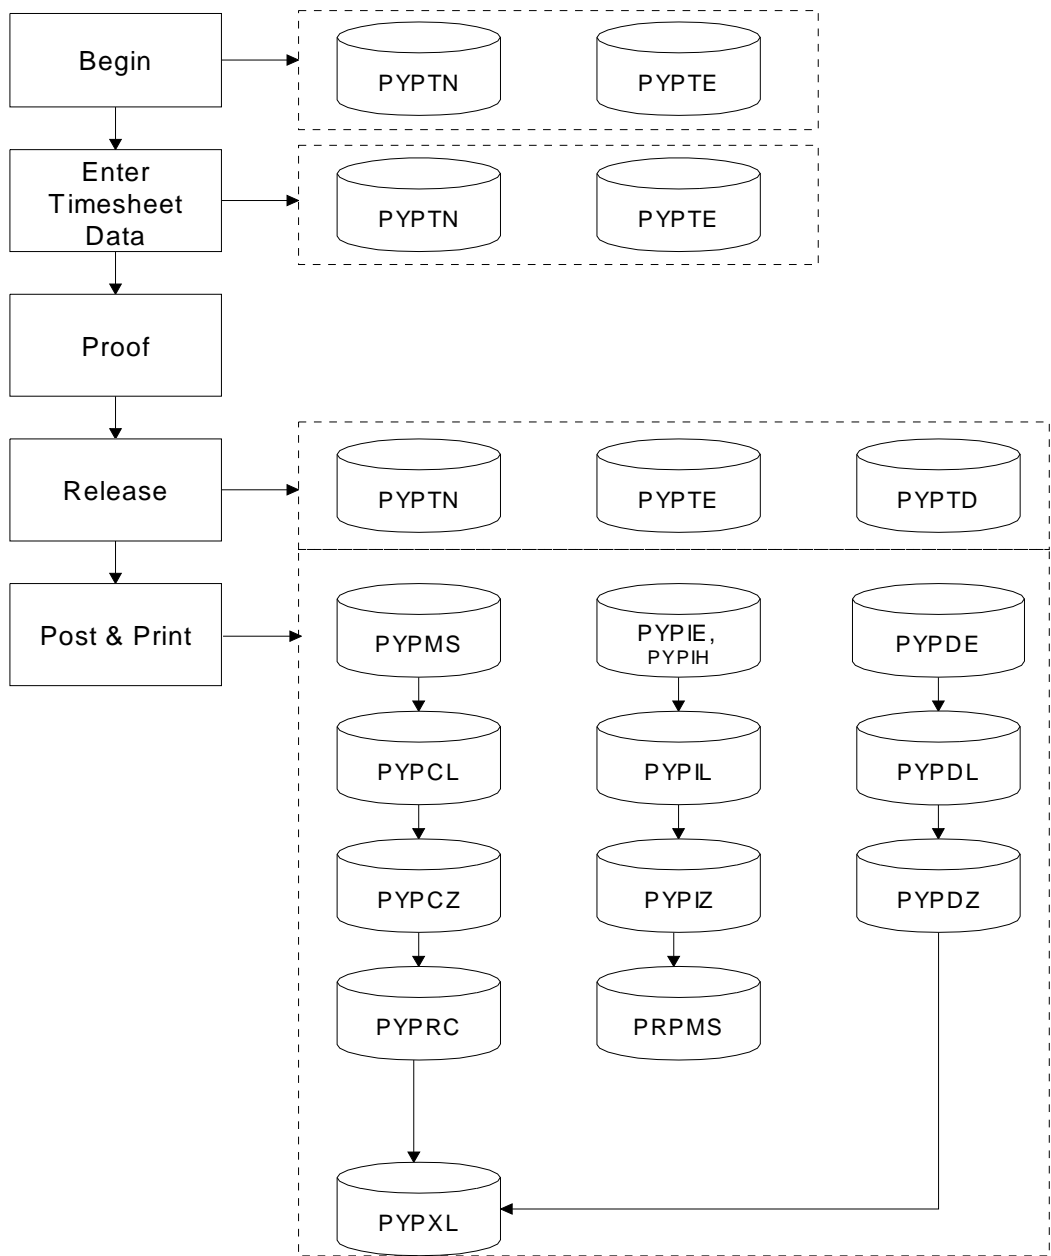 Begin
PYPTN
PYPTE
Enter
Timesheet
Data
PYPTN
PYPTE
Proof
Release
PYPTN
PYPTE
PYPTD
Post & Print
PYPMS
PYPIE,
PYPIH
PYPDE
PYPCL
PYPIL
PYPDL
PYPCZ
PYPIZ
PYPDZ
PYPRC
PRPMS
PYPXL